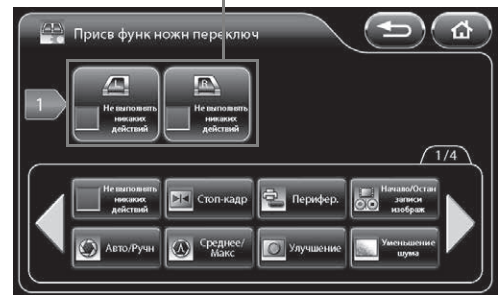 Присв функ ножн переключ
1
L
R
Не выполнять
никаких
действий
Не выполнять
никаких
действий
1/4
Не выполнять
никаких
действий
Стоп-кадр
Перифер.
Начало/Остан
записи
изображ
Авто/Ручн
Среднее/
Макс
Улучшение
Уменьшение
шума